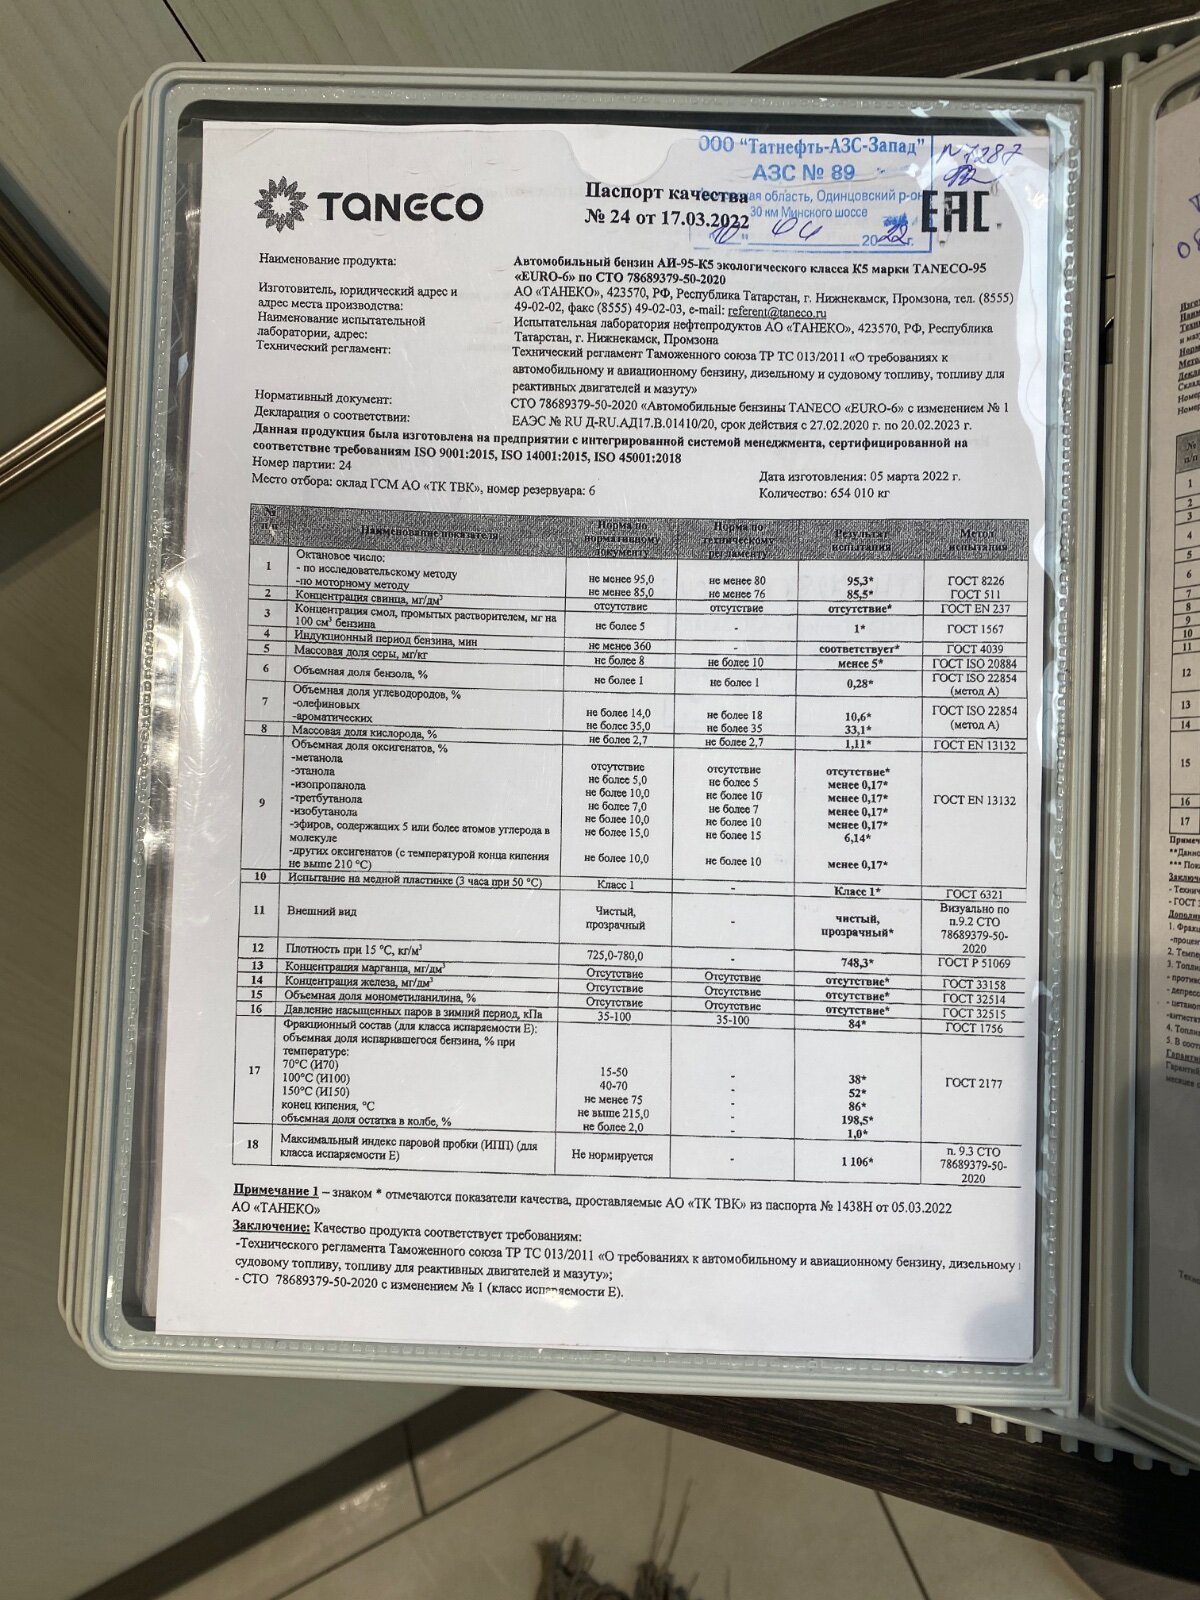 ООО "Татнефть-АЗС-Запад"
АЗС № 89
область, Одинцовский р-он
30 км Минского шоссе
N1287
TANECO
Паспорт качества
№ 24 от 17.03.2022
ЕАС
Наименование продукта: Автомобильный бензин АИ-95-К5 экологического класса К5 марки TANECO-95
«EURO-6» по СТО 78689379-50-2020
Изготовитель, юридический адрес и АО «ТАНЕКО», 423570, РФ, Республика Татарстан, г. Нижнекамск, Промзона, тел. (8555)
адрес места производства: 49-02-02, факс (8555) 49-02-03, e-mail: referent@taneco.ru
Наименование испытательной Испытательная лаборатория нефтепродуктов АО «ТАНЕКО», 423570, РФ, Республика
лаборатории, адрес: Татарстан, г. Нижнекамск, Промзона
Технический регламент: Технический регламент Таможенного союза ТР ТС 013/2011 «О требованиях к
автомобильному и авиационному бензину, дизельному и судовому топливу, топливу для
реактивных двигателей и мазуту»
Нормативный документ: СТО 78689379-50-2020 «Автомобильные бензины TANECO «EURO-6» с изменением № 1
Декларация о соответствии: ЕАЭС № RU Д-RU.АД17.В.01410/20, срок действия с 27.02.2020 г. по 20.02.2023 г.
Данная продукция была изготовлена на предприятии с интегрированной системой менеджмента, сертифицированной на
соответствие требованиям ISO 9001:2015, ISO 14001:2015, ISO 45001:2018
Номер партии: 24 Дата изготовления: 05 марта 2022 г.
Место отбора: склад ГСМ АО «ТК ТВК», номер резервуара: 6 Количество: 654 010 кг
№ п/п Наименование показателя Норма по нормативному документу Норма по техническому регламенту Результат испытания Метод испытания
1 Октановое число:
- по исследовательскому методу не менее 95,0 не менее 80 95,3* ГОСТ 8226
-по моторному методу не менее 85,0 не менее 76 85,5* ГОСТ 511
2 Концентрация свинца, мг/дм³ отсутствие отсутствие отсутствие* ГОСТ EN 237
3 Концентрация смол, промытых растворителем, мг на
100 см³ бензина не более 5 - 1* ГОСТ 1567
4 Индукционный период бензина, мин не менее 360 - соответствует* ГОСТ 4039
5 Массовая доля серы, мг/кг не более 8 не более 10 менее 5* ГОСТ ISO 20884
6 Объемная доля бензола, % не более 1 не более 1 0,28* ГОСТ ISO 22854
(метод А)
7 Объемная доля углеводородов, %
-олефиновых не более 14,0 не более 18 10,6* ГОСТ ISO 22854
-ароматических не более 35,0 не более 35 33,1* (метод А)
8 Массовая доля кислорода, % не более 2,7 не более 2,7 1,11* ГОСТ EN 13132
9 Объемная доля оксигенатов, %
-метанола отсутствие отсутствие отсутствие*
-этанола не более 5,0 не более 5 менее 0,17*
-изопропанола не более 10,0 не более 10 менее 0,17* ГОСТ EN 13132
-третбутанола не более 7,0 не более 7 менее 0,17*
-изобутанола не более 10,0 не более 10 менее 0,17*
-эфиров, содержащих 5 или более атомов углерода в не более 15,0 не более 15 6,14*
молекуле
-других оксигенатов (с температурой конца кипения не более 10,0 не более 10 менее 0,17*
не выше 210 °С)
10 Испытание на медной пластинке (3 часа при 50 °С) Класс 1 - Класс 1* ГОСТ 6321
11 Внешний вид Чистый, прозрачный - чистый, прозрачный* Визуально по п.9.2 СТО 78689379-50-2020
12 Плотность при 15 °С, кг/м³ 725,0-780,0 - 748,3* ГОСТ Р 51069
13 Концентрация марганца, мг/дм³ Отсутствие Отсутствие отсутствие* ГОСТ 33158
14 Концентрация железа, мг/дм³ Отсутствие Отсутствие отсутствие* ГОСТ 32514
15 Объемная доля монометиланилина, % Отсутствие Отсутствие отсутствие* ГОСТ 32515
16 Давление насыщенных паров в зимний период, кПа 35-100 35-100 84* ГОСТ 1756
17 Фракционный состав (для класса испаряемости Е):
объемная доля испарившегося бензина, % при
температуре:
70°С (И70) 15-50 - 38*
100°С (И100) 40-70 - 52* ГОСТ 2177
150°С (И150) не менее 75 - 86*
конец кипения, °С не выше 215,0 - 198,5*
объемная доля остатка в колбе, % не более 2,0 - 1,0*
18 Максимальный индекс паровой пробки (ИПП) (для
класса испаряемости Е) Не нормируется - 1 106* п. 9.3 СТО 78689379-50-2020
Примечание 1 – знаком * отмечаются показатели качества, проставляемые АО «ТК ТВК» из паспорта № 1438Н от 05.03.2022
АО «ТАНЕКО»
Заключение: Качество продукта соответствует требованиям:
-Технического регламента Таможенного союза ТР ТС 013/2011 «О требованиях к автомобильному и авиационному бензину, дизельному
судовому топливу, топливу для реактивных двигателей и мазуту»;
- СТО 78689379-50-2020 с изменением № 1 (класс испаряемости Е).